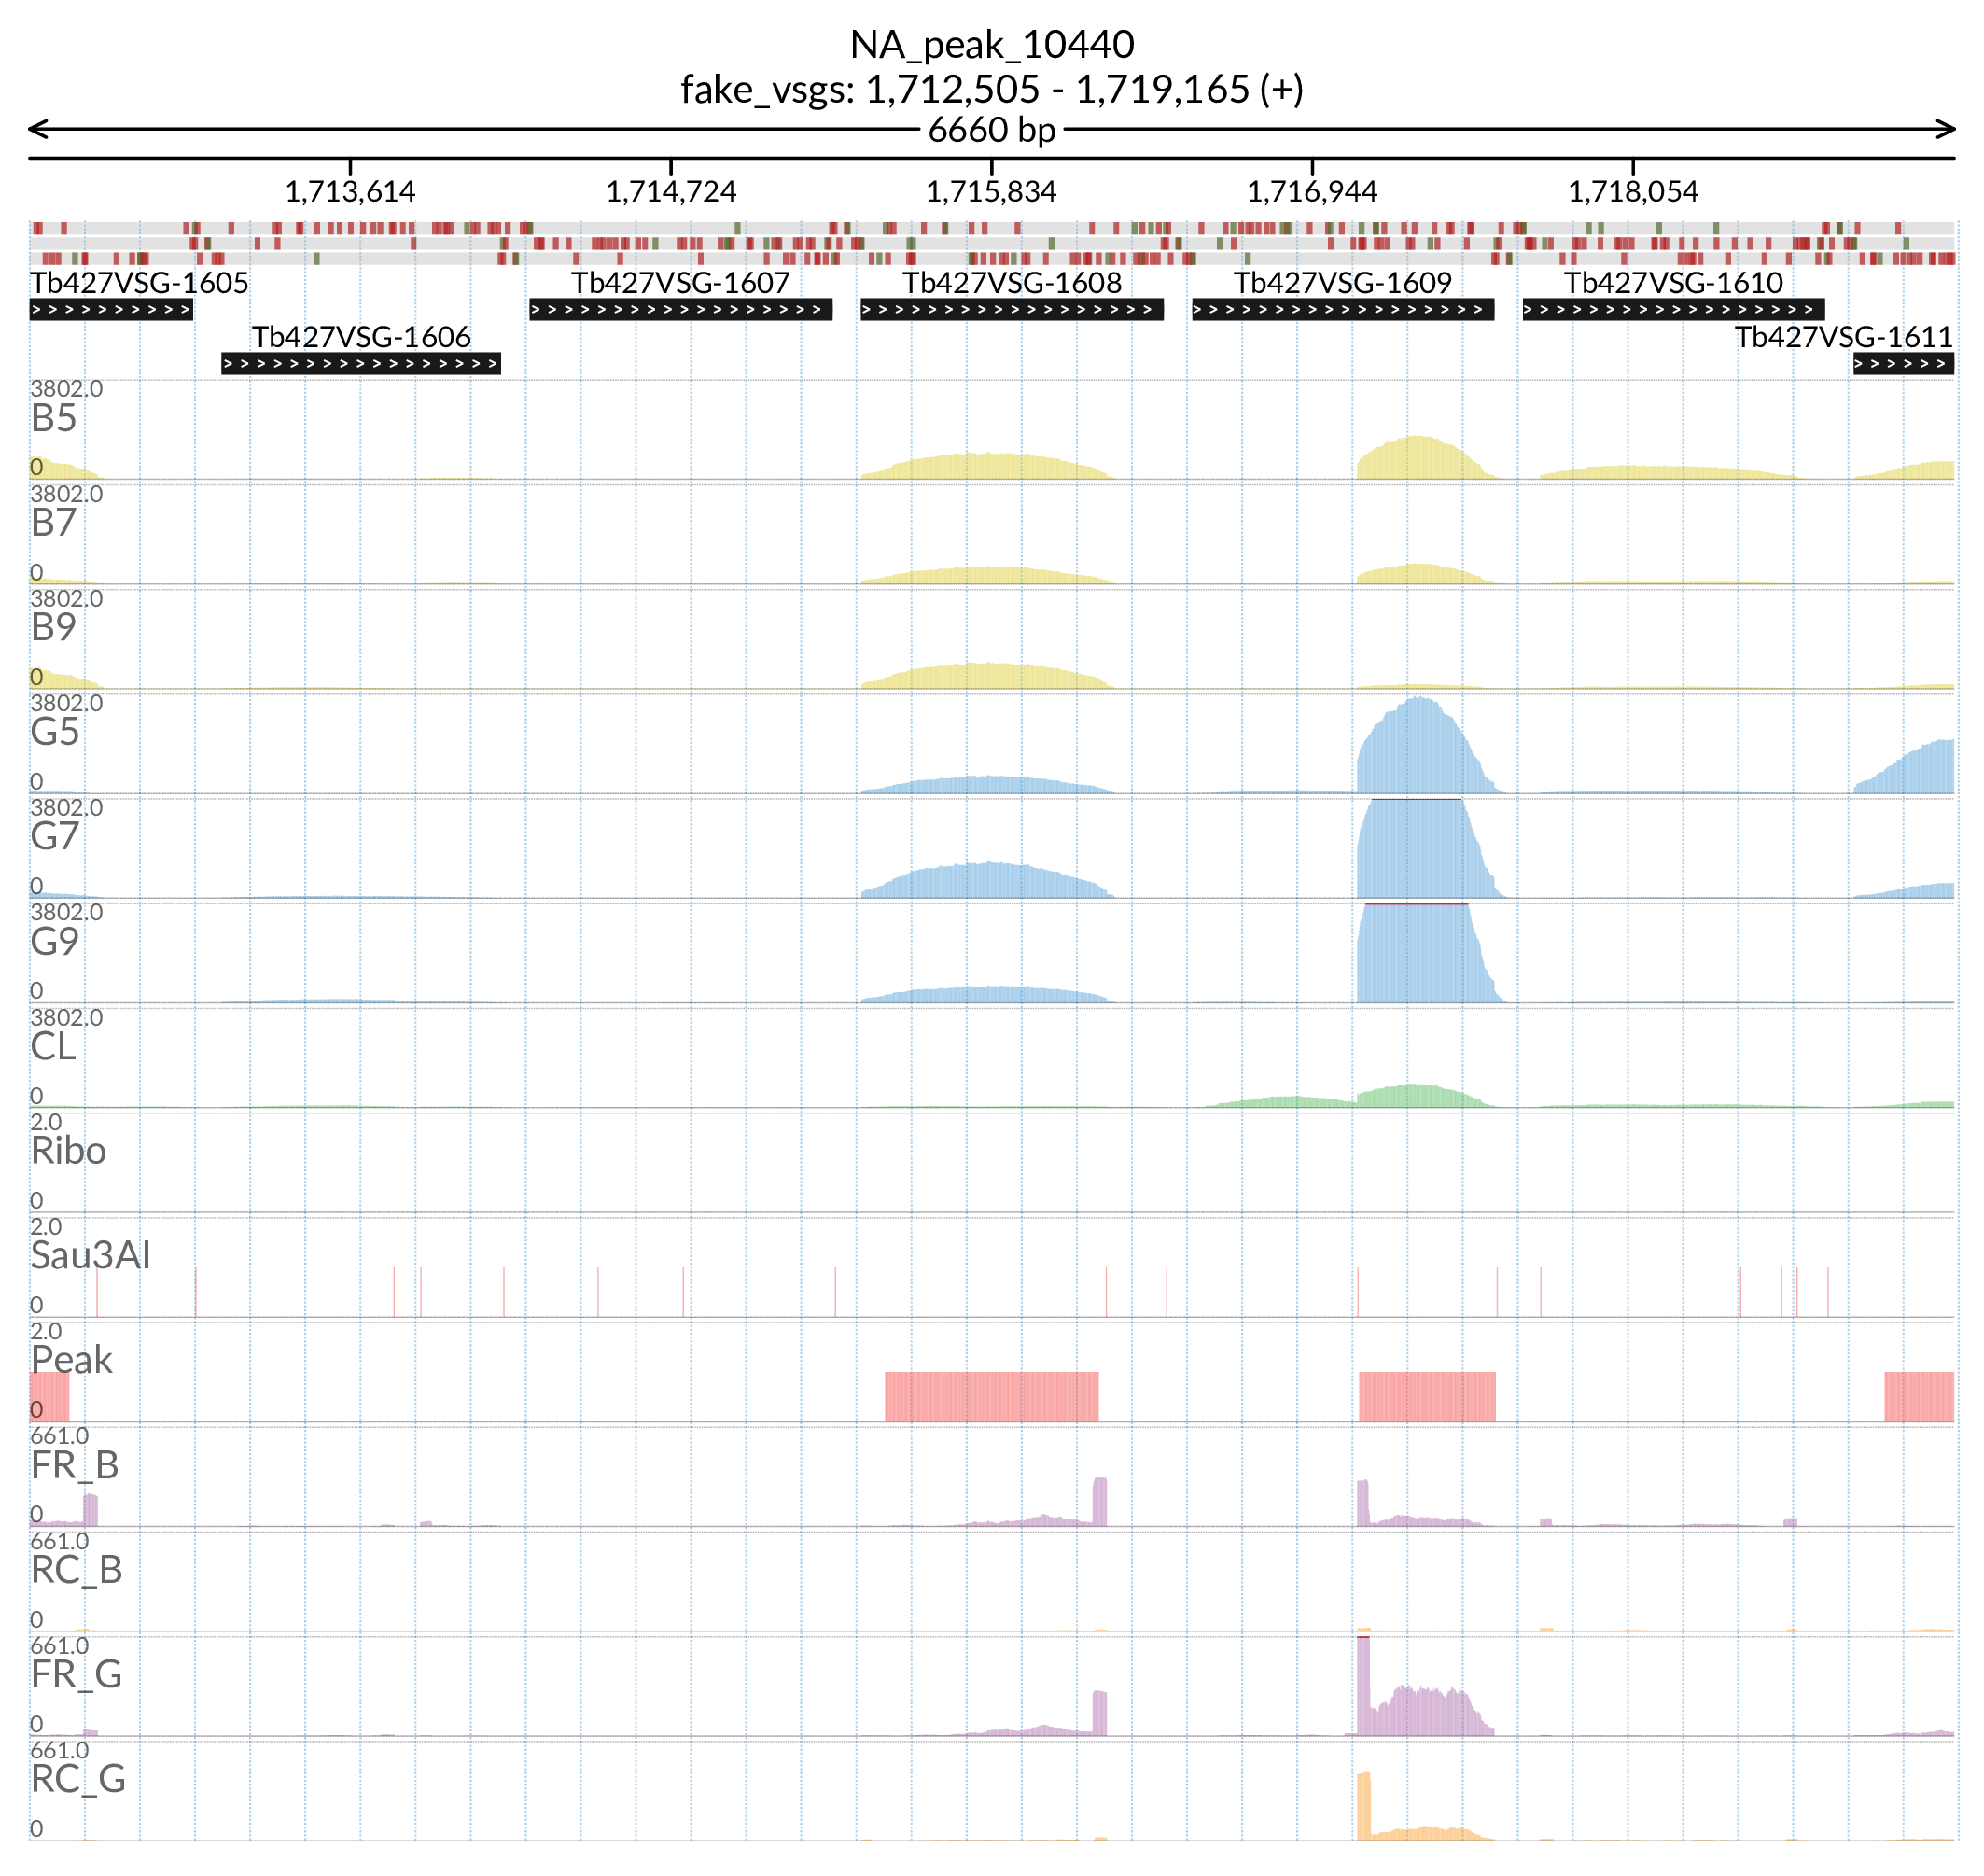 NA_peak_10440
fake_vsgs: 1,712,505 - 1,719,165 (+)
6660 bp
1,713,614 1,714,724 1,715,834 1,716,944 1,718,054
Tb427VSG-1605 Tb427VSG-1607 Tb427VSG-1608 Tb427VSG-1609 Tb427VSG-1610
Tb427VSG-1606 Tb427VSG-1611
3802.0
B5
0
3802.0
B7
0
3802.0
B9
0
3802.0
G5
0
3802.0
G7
0
3802.0
G9
0
3802.0
CL
0
2.0
Ribo
0
2.0
Sau3AI
0
2.0
Peak
0
661.0
FR_B
0
661.0
RC_B
0
661.0
FR_G
0
661.0
RC_G
0